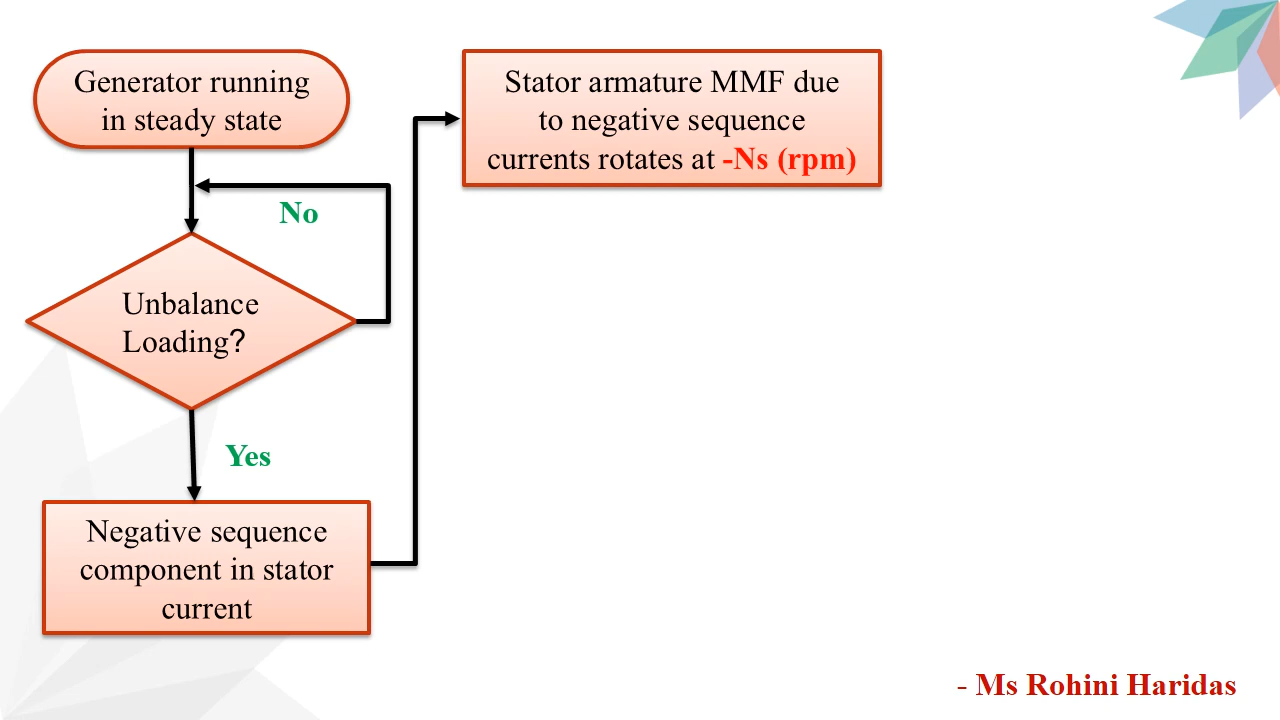 Generator running
in steady state
No
Unbalance
Loading?
Yes
Negative sequence
component in stator
current
Stator armature MMF due
to negative sequence
currents rotates at -Ns (rpm)
- Ms Rohini Haridas